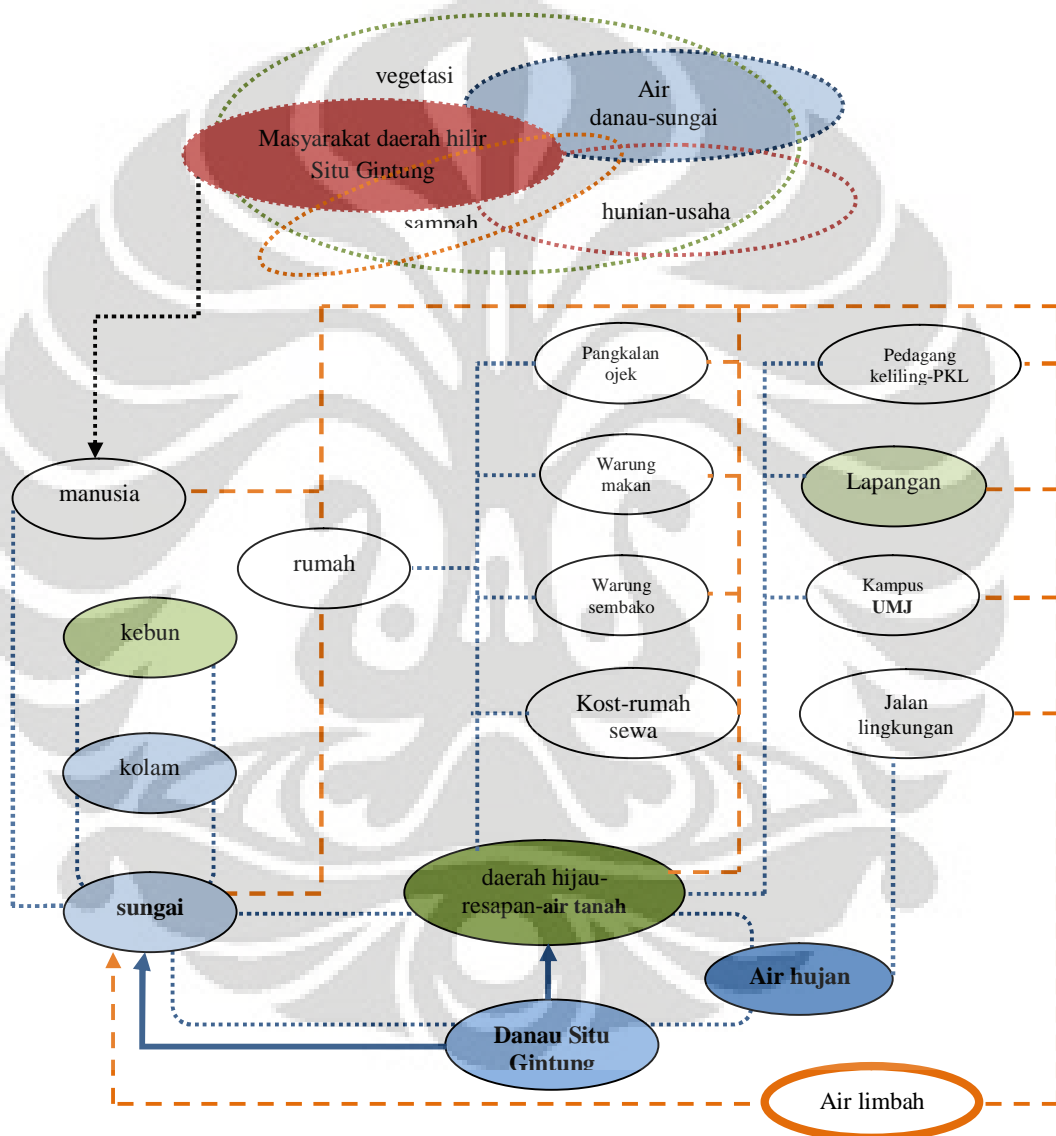 vegetasi
Air
danau-sungai
Masyarakat daerah hilir
Situ Gintung
sampah
hunian-usaha
Pangkalan
ojek
Pedagang
keliling-PKL
manusia
Warung
makan
Lapangan
rumah
Warung
sembako
Kampus
UMJ
kebun
Kost-rumah
sewa
Jalan
lingkungan
kolam
sungai
daerah hijau-
resapan-air tanah
Air hujan
Danau Situ
Gintung
Air limbah